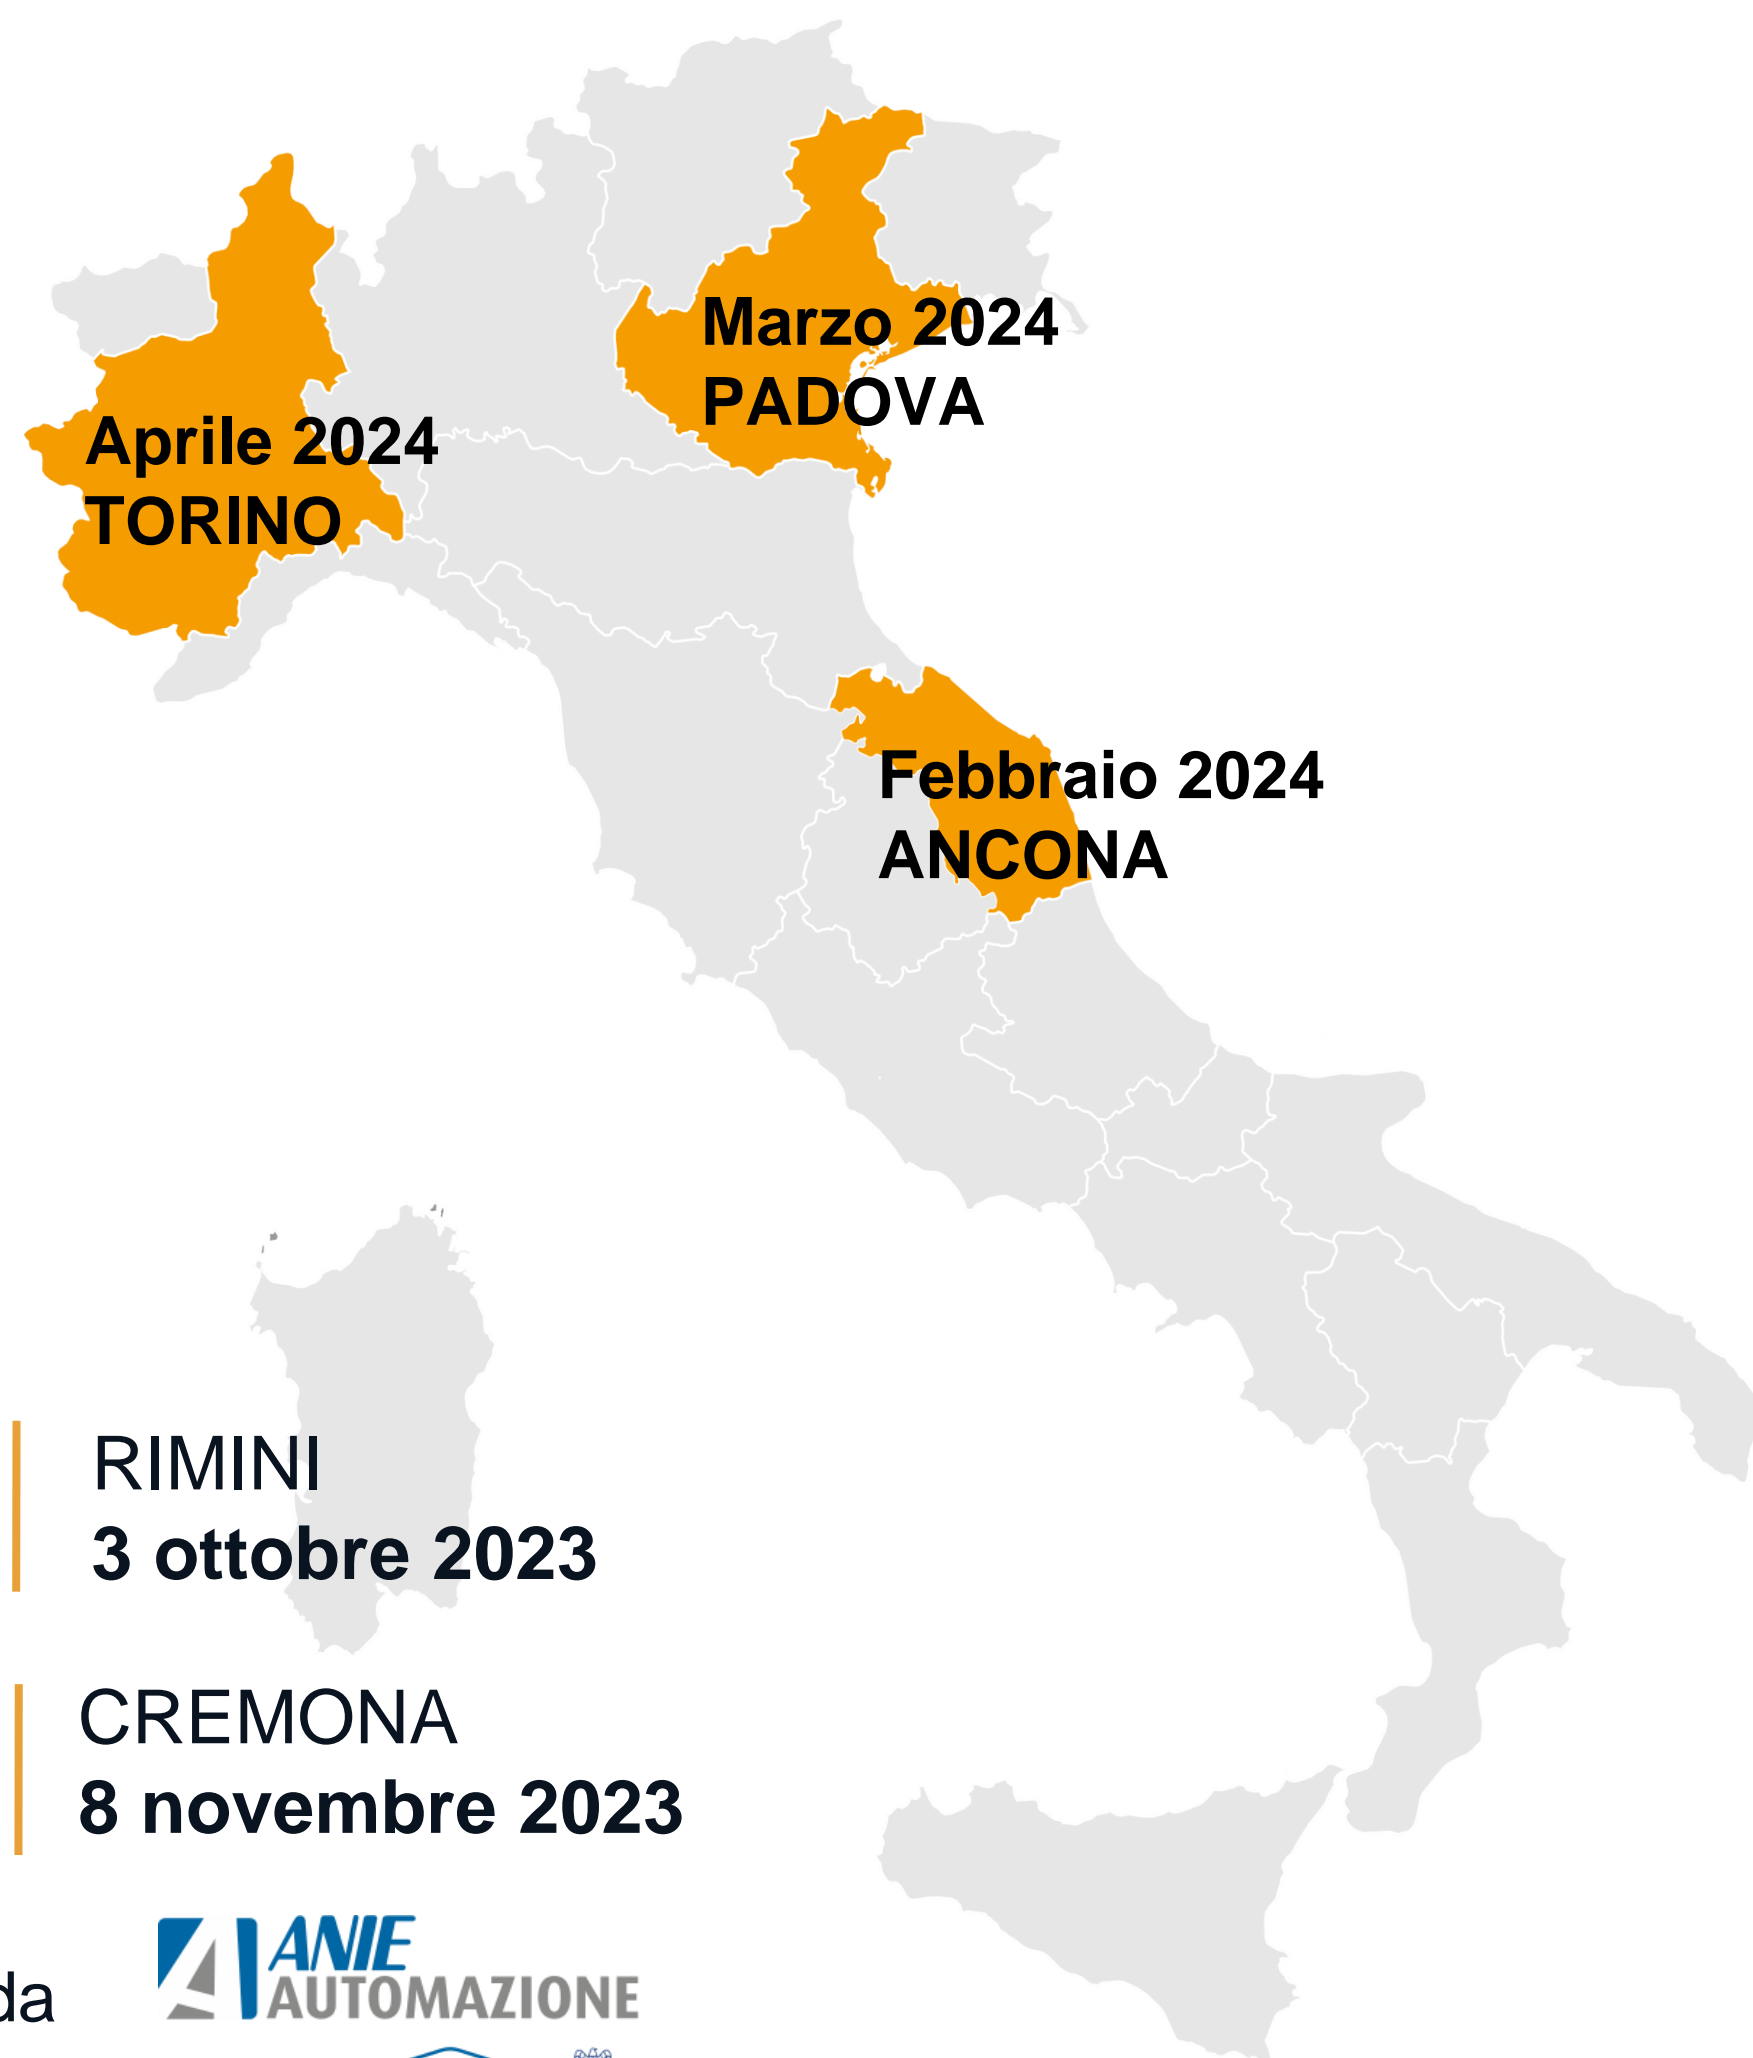 Marzo 2024
PADOVA
Aprile 2024
TORINO
Febbraio 2024
ANCONA
RIMINI
3 ottobre 2023
CREMONA
8 novembre 2023
da
ANIE
AUTOMAZIONE